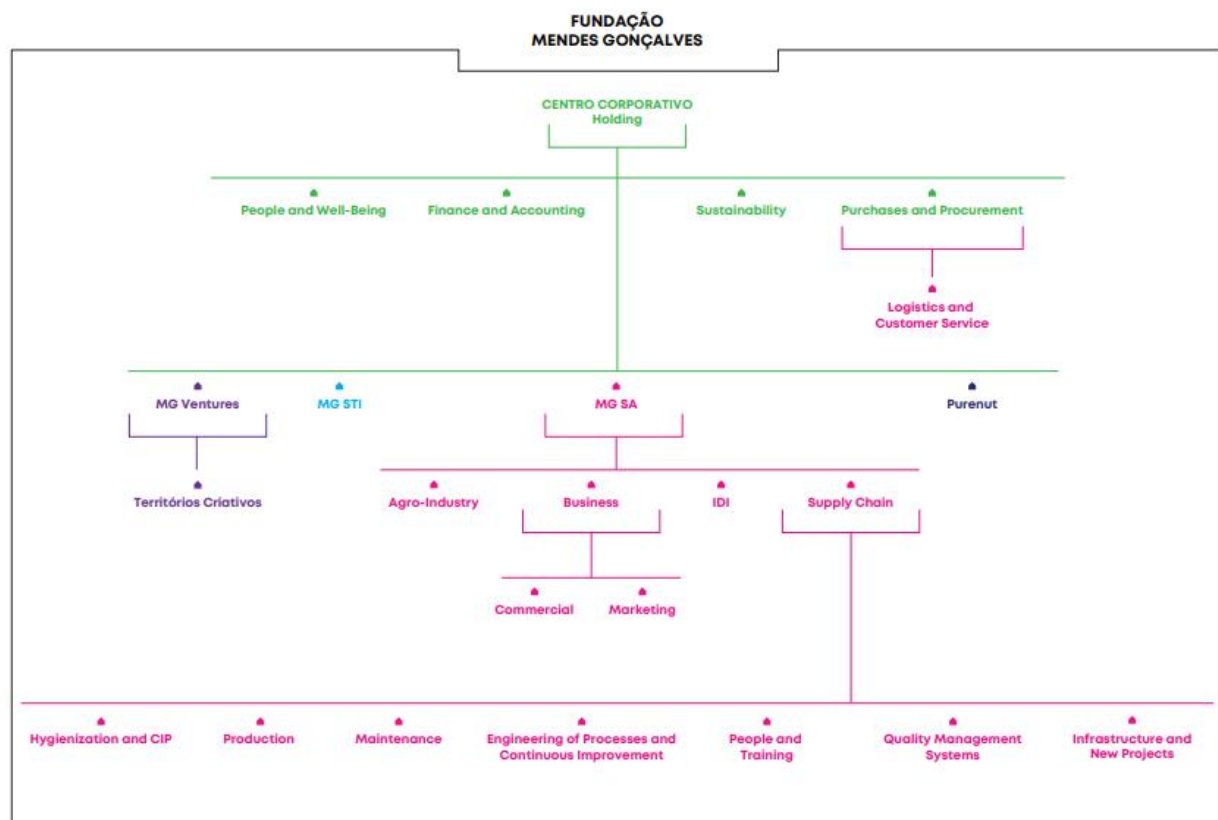 FUNDAÇÃO
MENDES GONÇALVES
CENTRO CORPORATIVO
Holding
People and Well-Being
Finance and Accounting
Sustainability
Purchases and Procurement
Logistics and
Customer Service
MG Ventures
MG STI
MG SA
Purenut
Territórios Criativos
Agro-Industry
Business
IDI
Supply Chain
Commercial
Marketing
Hygienization and CIP
Production
Maintenance
Engineering of Processes and
Continuous Improvement
People and
Training
Quality Management
Systems
Infrastructure and
New Projects